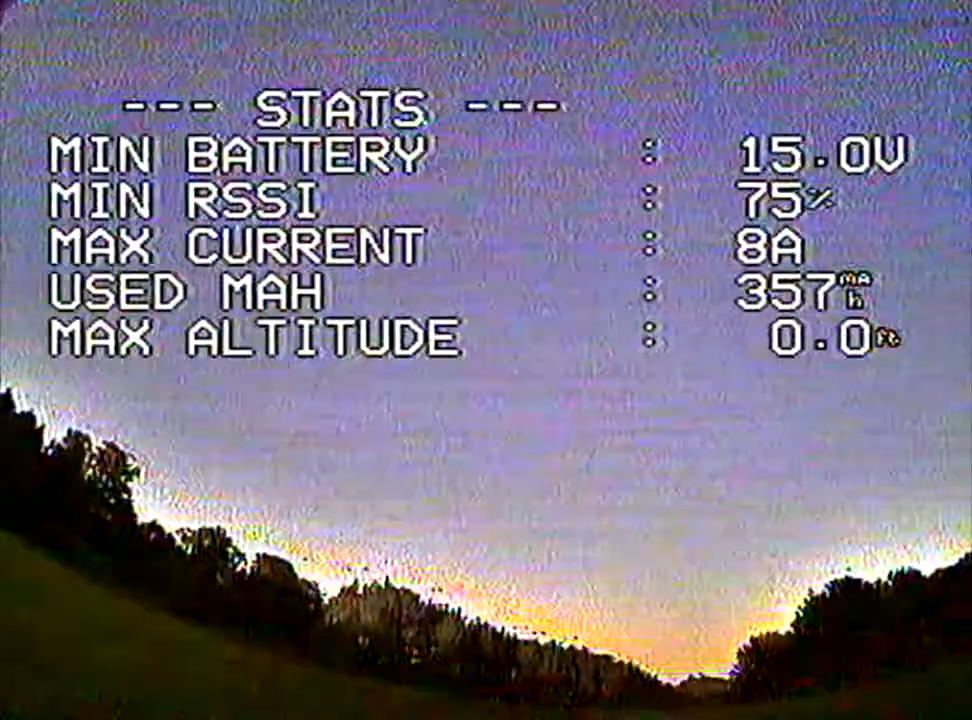 --- STATS ---
MIN BATTERY : 15.0V
MIN RSSI : 75%
MAX CURRENT : 8A
USED MAH : 357mAh
MAX ALTITUDE : 0.0ft